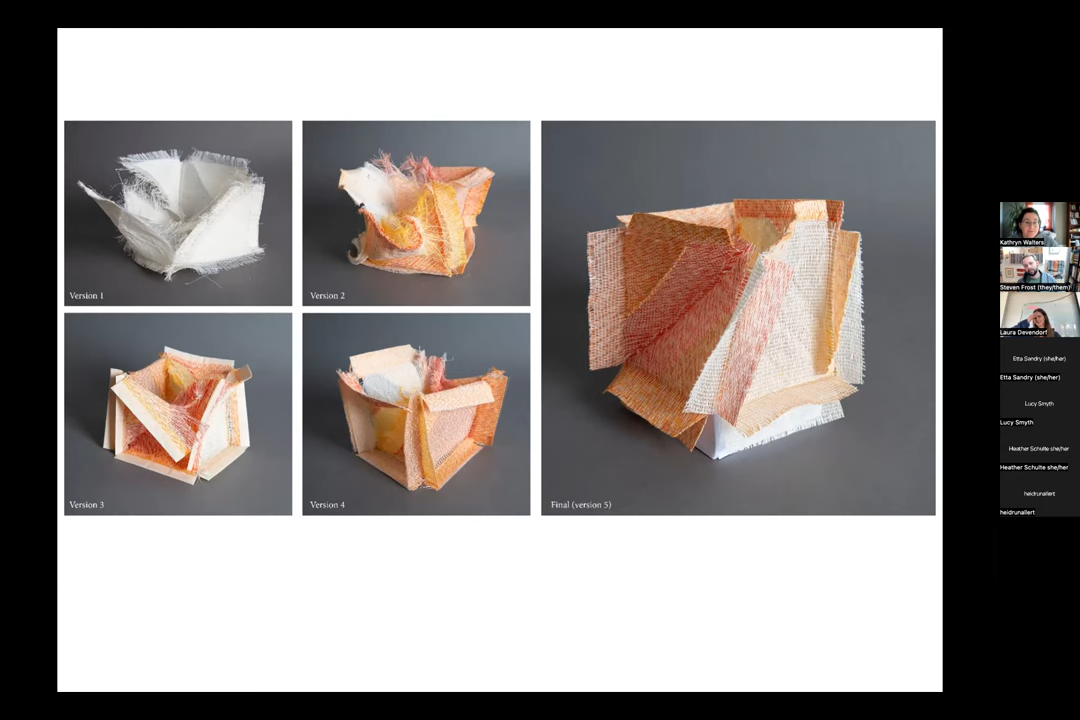 Version 1
Version 2
Version 3
Version 4
Final (version 5)
Kathryn Walters
Steven Frost (they/them)
Laura Devendorf
Etta Sandry (she/her)
Etta Sandry (she/her)
Lucy Smyth
Lucy Smyth
Heather Schulte she/her
Heather Schulte she/her
heidrunallert
heidrunallert